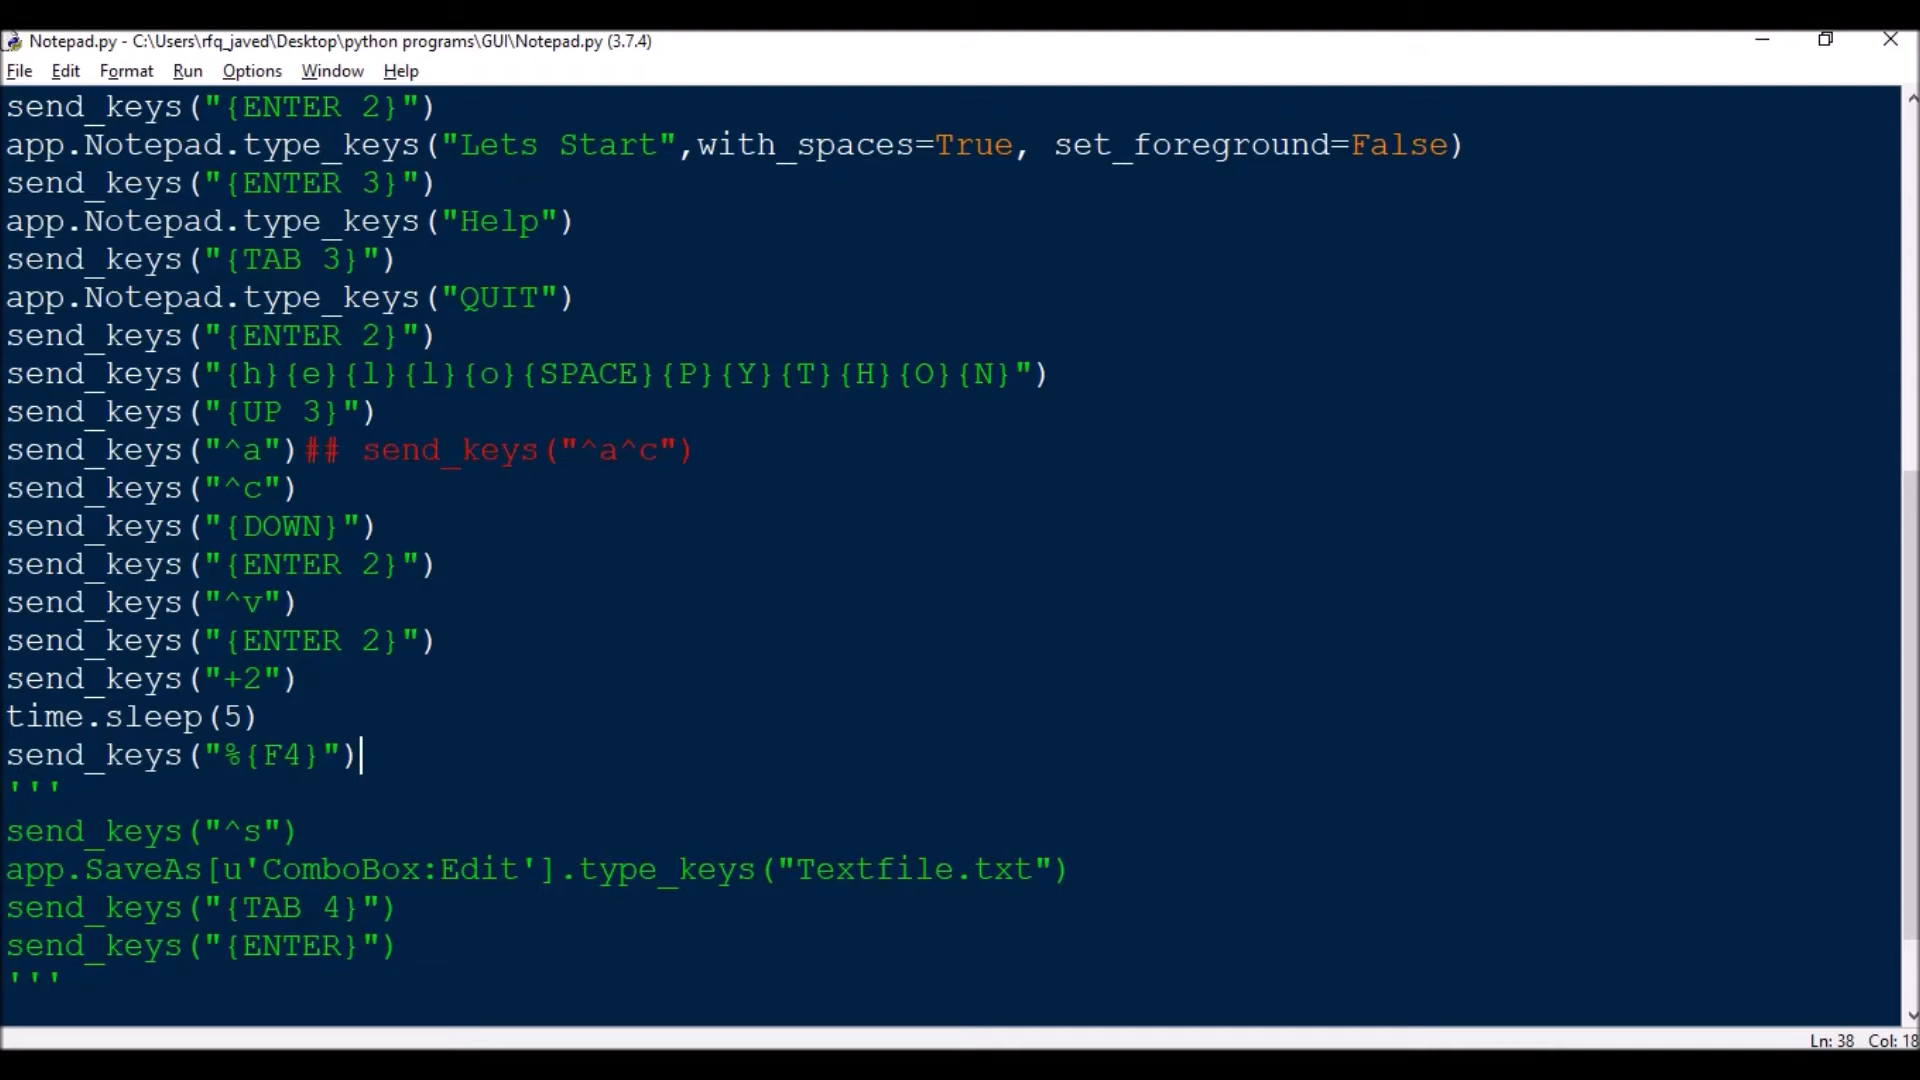 Notepad.py - C:\Users\rfq_javed\Desktop\python programs\GUI\Notepad.py (3.7.4)
File Edit Format Run Options Window Help
send_keys("{ENTER 2}")
app.Notepad.type_keys("Lets Start",with_spaces=True, set_foreground=False)
send_keys("{ENTER 3}")
app.Notepad.type_keys("Help")
send_keys("{TAB 3}")
app.Notepad.type_keys("QUIT")
send_keys("{ENTER 2}")
send_keys("{h}{e}{l}{l}{o}{SPACE}{P}{Y}{T}{H}{O}{N}")
send_keys("{UP 3}")
send_keys("^a")## send_keys("^a^c")
send_keys("^c")
send_keys("{DOWN}")
send_keys("{ENTER 2}")
send_keys("^v")
send_keys("{ENTER 2}")
send_keys("+2")
time.sleep(5)
send_keys("%{F4}")
'''
send_keys("^s")
app.SaveAs[u'ComboBox:Edit'].type_keys("Textfile.txt")
send_keys("{TAB 4}")
send_keys("{ENTER}")
'''
Ln: 38 Col: 18